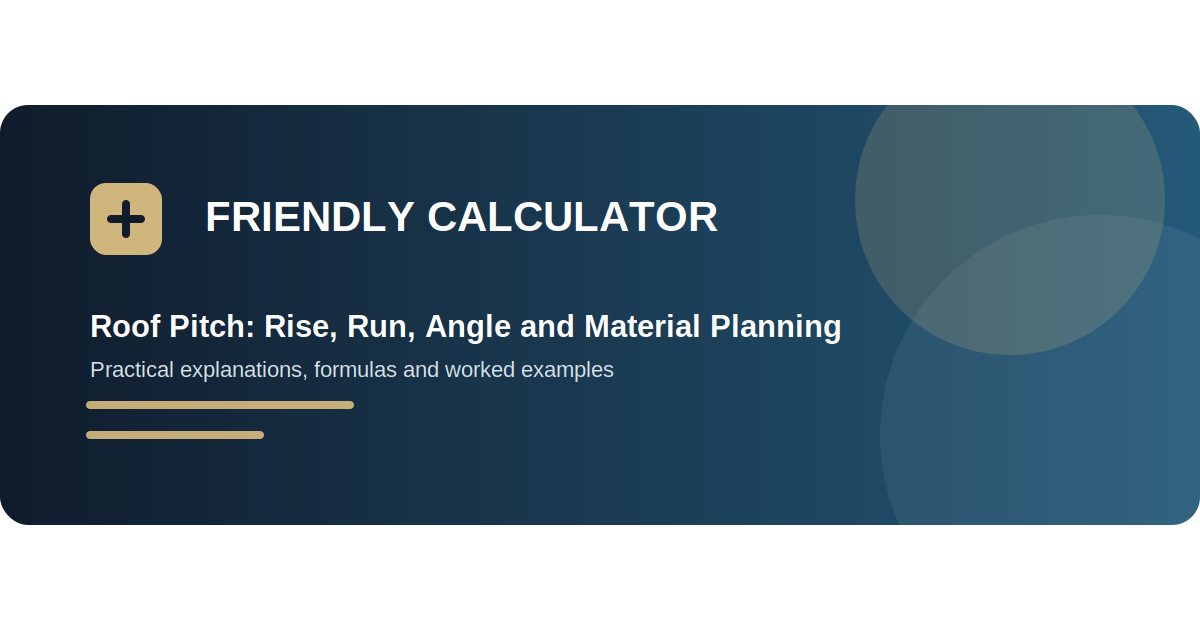 FRIENDLY CALCULATOR
Roof Pitch: Rise, Run, Angle and Material Planning
Practical explanations, formulas and worked examples